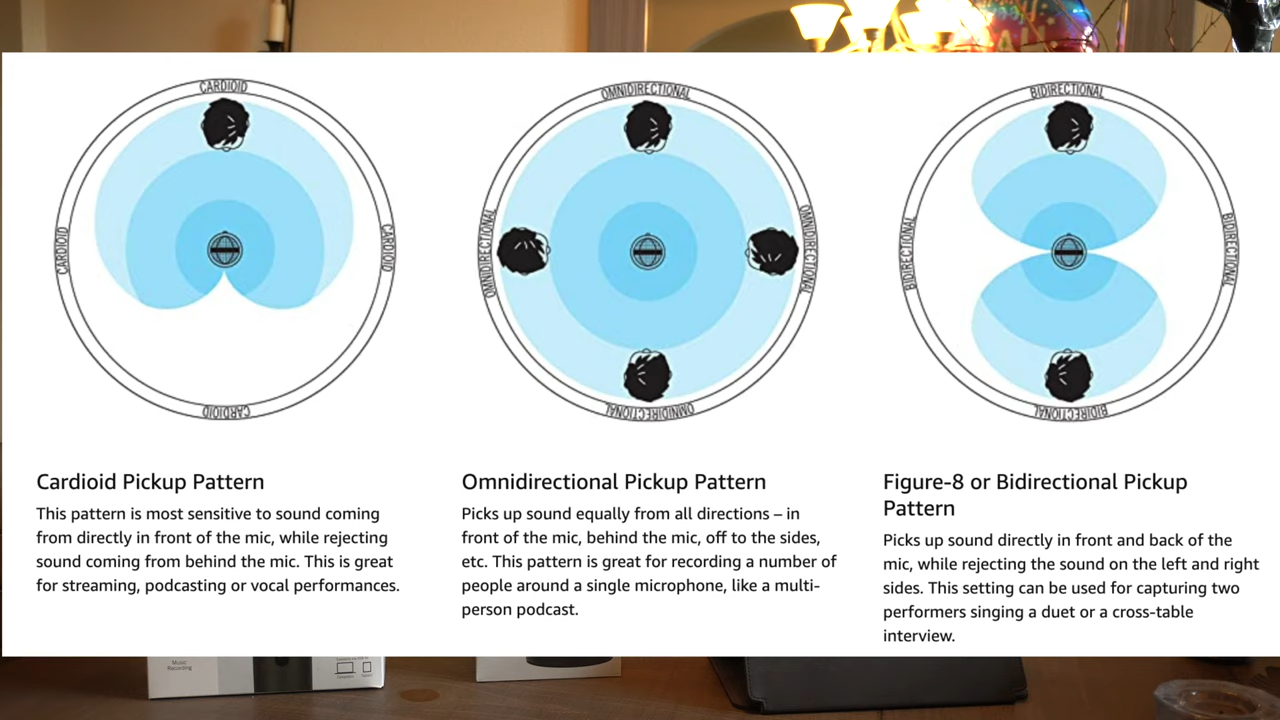 CARDIOID
CARDIOID
CARDIOID
CARDIOID
OMNIDIRECTIONAL
OMNIDIRECTIONAL
OMNIDIRECTIONAL
OMNIDIRECTIONAL
BIDIRECTIONAL
BIDIRECTIONAL
BIDIRECTIONAL
BIDIRECTIONAL
Cardioid Pickup Pattern
This pattern is most sensitive to sound coming
from directly in front of the mic, while rejecting
sound coming from behind the mic. This is great
for streaming, podcasting or vocal performances.
Omnidirectional Pickup Pattern
Picks up sound equally from all directions – in
front of the mic, behind the mic, off to the sides,
etc. This pattern is great for recording a number of
people around a single microphone, like a multi-
person podcast.
Figure-8 or Bidirectional Pickup
Pattern
Picks up sound directly in front and back of the
mic, while rejecting the sound on the left and right
sides. This setting can be used for capturing two
performers singing a duet or a cross-table
interview.
Music
Recording